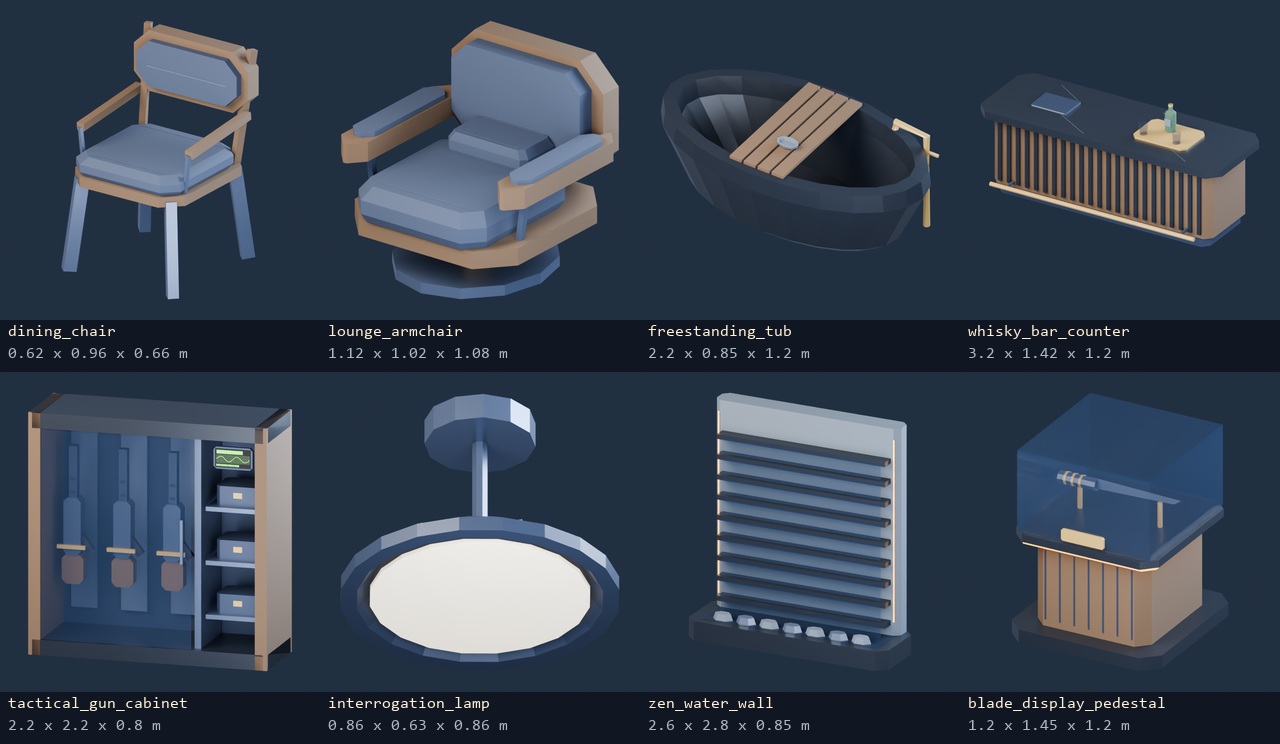 dining_chair
0.62 x 0.96 x 0.66 m
lounge_armchair
1.12 x 1.02 x 1.08 m
freestanding_tub
2.2 x 0.85 x 1.2 m
whisky_bar_counter
3.2 x 1.42 x 1.2 m
tactical_gun_cabinet
2.2 x 2.2 x 0.8 m
interrogation_lamp
0.86 x 0.63 x 0.86 m
zen_water_wall
2.6 x 2.8 x 0.85 m
blade_display_pedestal
1.2 x 1.45 x 1.2 m